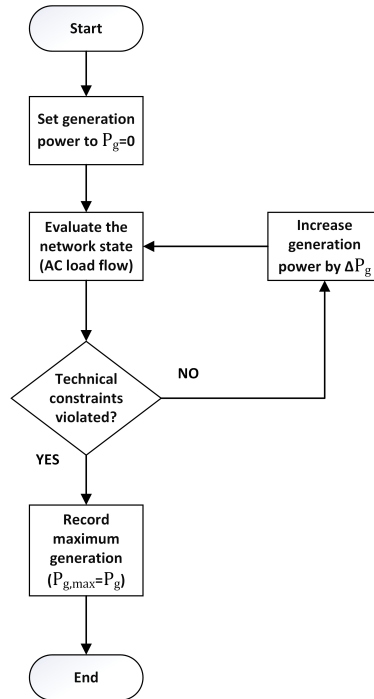 Start
Set generation
power to Pg=0
Evaluate the
network state
(AC load flow)
Increase
generation
power by ΔPg
Technical
constraints
violated?
NO
YES
Record
maximum
generation
(Pg,max=Pg)
End